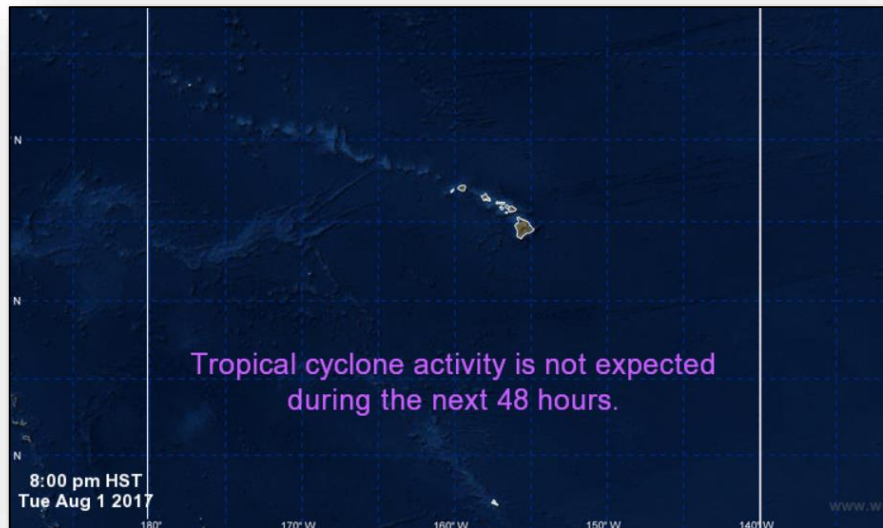 N
N
Tropical cyclone activity is not expected
during the next 48 hours.
N
8:00 pm HST
Tue Aug 1 2017
www.w
180° 170° W 160° W 150° W 140° W